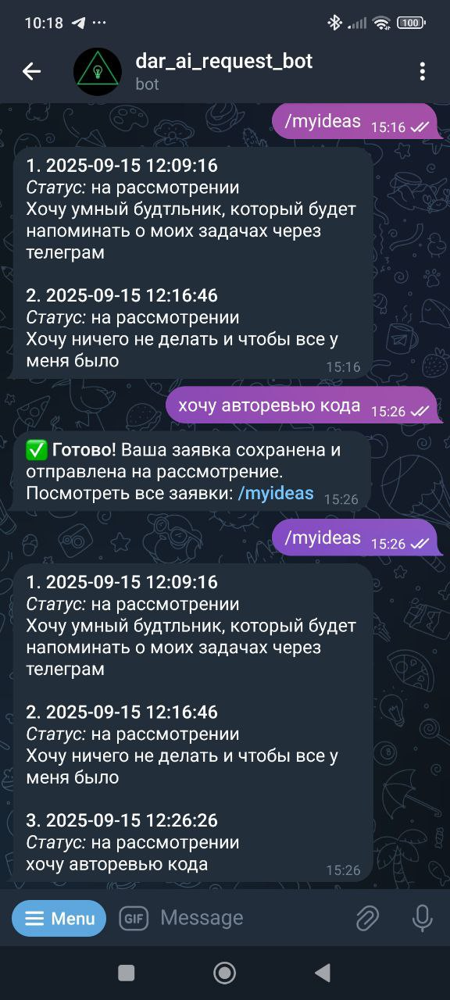 10:18
100
dar_ai_request_bot
bot
/myideas 15:16
1. 2025-09-15 12:09:16
Статус: на рассмотрении
Хочу умный будтльник, который будет
напоминать о моих задачах через
телеграм
2. 2025-09-15 12:16:46
Статус: на рассмотрении
Хочу ничего не делать и чтобы все у
меня было 15:16
хочу авторевью кода 15:26
Готово! Ваша заявка сохранена и
отправлена на рассмотрение.
Посмотреть все заявки: /myideas 15:26
/myideas 15:26
1. 2025-09-15 12:09:16
Статус: на рассмотрении
Хочу умный будтльник, который будет
напоминать о моих задачах через
телеграм
2. 2025-09-15 12:16:46
Статус: на рассмотрении
Хочу ничего не делать и чтобы все у
меня было
3. 2025-09-15 12:26:26
Статус: на рассмотрении
хочу авторевью кода 15:26
Menu GIF Message